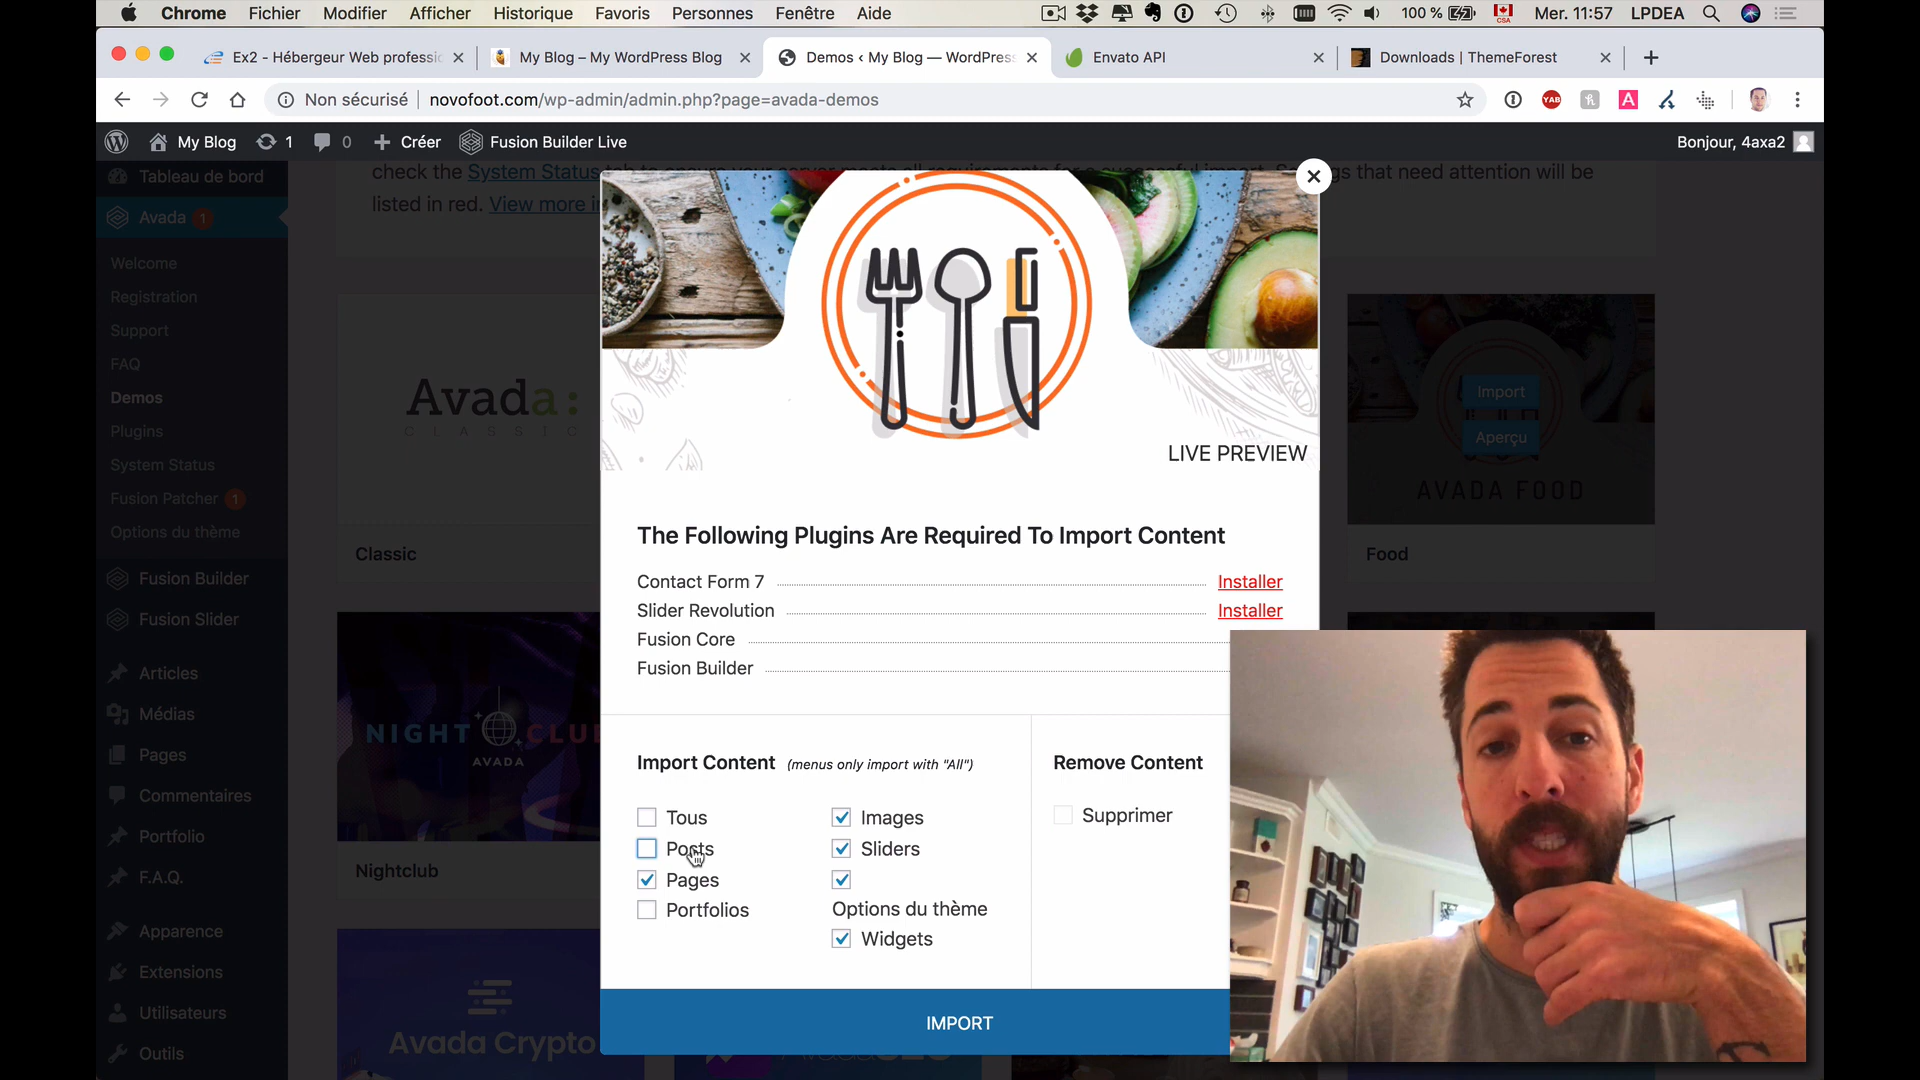 Chrome Fichier Modifier Afficher Historique Favoris Personnes Fenêtre Aide 100 % CSA Mer. 11:57 LPDEA
Ex2 - Hébergeur Web professi
My Blog – My WordPress Blog
Demos ‹ My Blog — WordPress
Envato API
Downloads | ThemeForest
Non sécurisé novofoot.com/wp-admin/admin.php?page=avada-demos
YAB
My Blog 1 0 Créer Fusion Builder Live Bonjour, 4axa2
check the System Status
gs that need attention will be
listed in red. View more in
Tableau de bord
Avada 1
Welcome
Registration
Support
FAQ
Demos
Plugins
System Status
Fusion Patcher 1
Options du thème
Fusion Builder
Fusion Slider
Articles
Médias
Pages
Commentaires
Portfolio
F.A.Q.
Apparence
Extensions
Utilisateurs
Outils
Avada:
CLASSIC
Classic
NIGHT CLU
AVADA
Nightclub
Avada Crypto
Import
Aperçu
AVADA FOOD
Food
LIVE PREVIEW
The Following Plugins Are Required To Import Content
Contact Form 7 Installer
Slider Revolution Installer
Fusion Core
Fusion Builder
Import Content (menus only import with "All")
Tous
Posts
Pages
Portfolios
Images
Sliders
Options du thème
Widgets
Remove Content
Supprimer
IMPORT